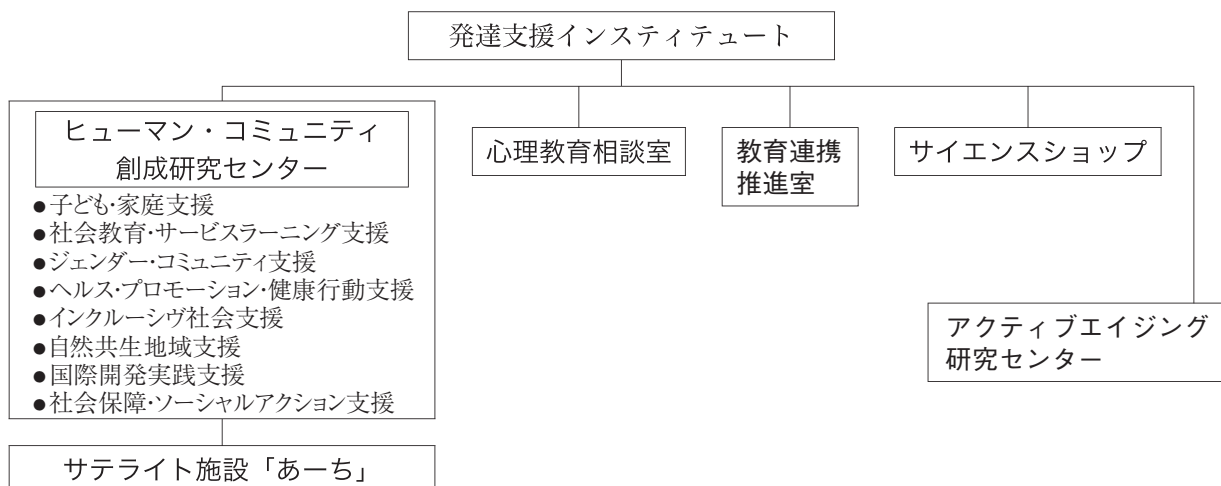 発達支援インスティテュート
ヒューマン・コミュニティ
創成研究センター
●子ども・家庭支援
●社会教育・サービスラーニング支援
●ジェンダー・コミュニティ支援
●ヘルス・プロモーション・健康行動支援
●インクルーシヴ社会支援
●自然共生地域支援
●国際開発実践支援
●社会保障・ソーシャルアクション支援
サテライト施設「あーち」
心理教育相談室
教育連携
推進室
サイエンスショップ
アクティブエイジング
研究センター